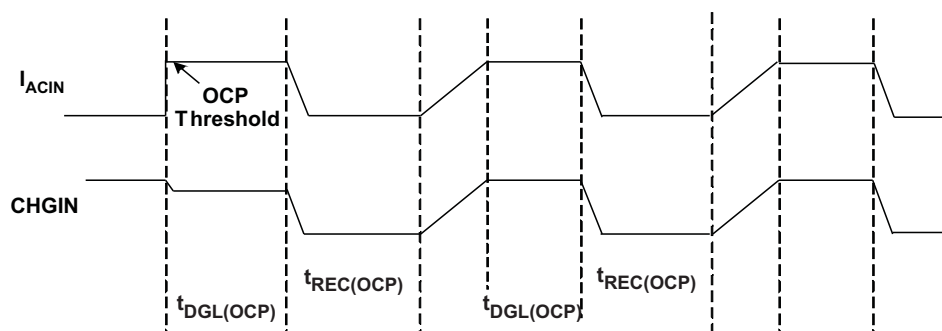 I_ACIN
OCP
Threshold
CHGIN
t_REC(OCP)
t_REC(OCP)
t_DGL(OCP)
t_DGL(OCP)